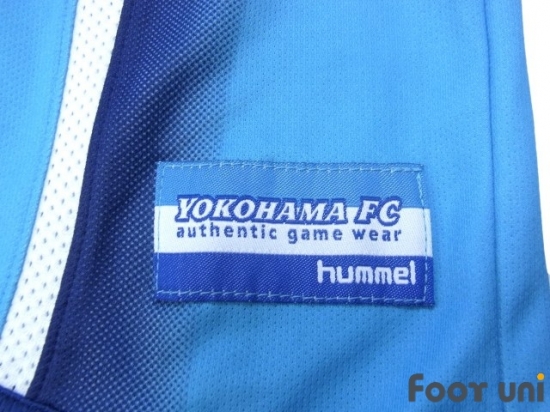 YOKOHAMA FC
authentic game wear
hummel
Foot uni